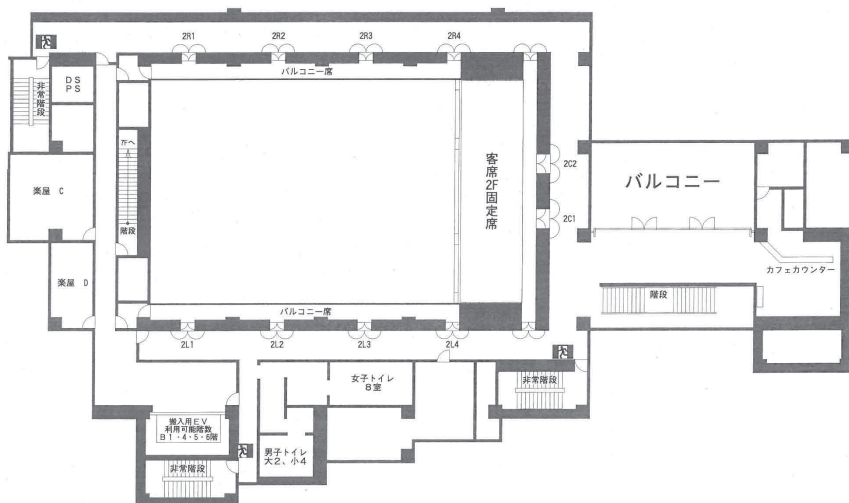 2R1
2R2
2R3
2R4
バルコニー席
非常階段
DS
PS
楽屋 C
階段
客席2F固定席
2C2
2C1
バルコニー
カフェカウンター
階段
楽屋 D
バルコニー席
2L1
2L2
2L3
2L4
女子トイレ
8室
非常階段
搬入用EV
利用可能階数
B1・4・5・6階
男子トイレ
大2、小4
非常階段